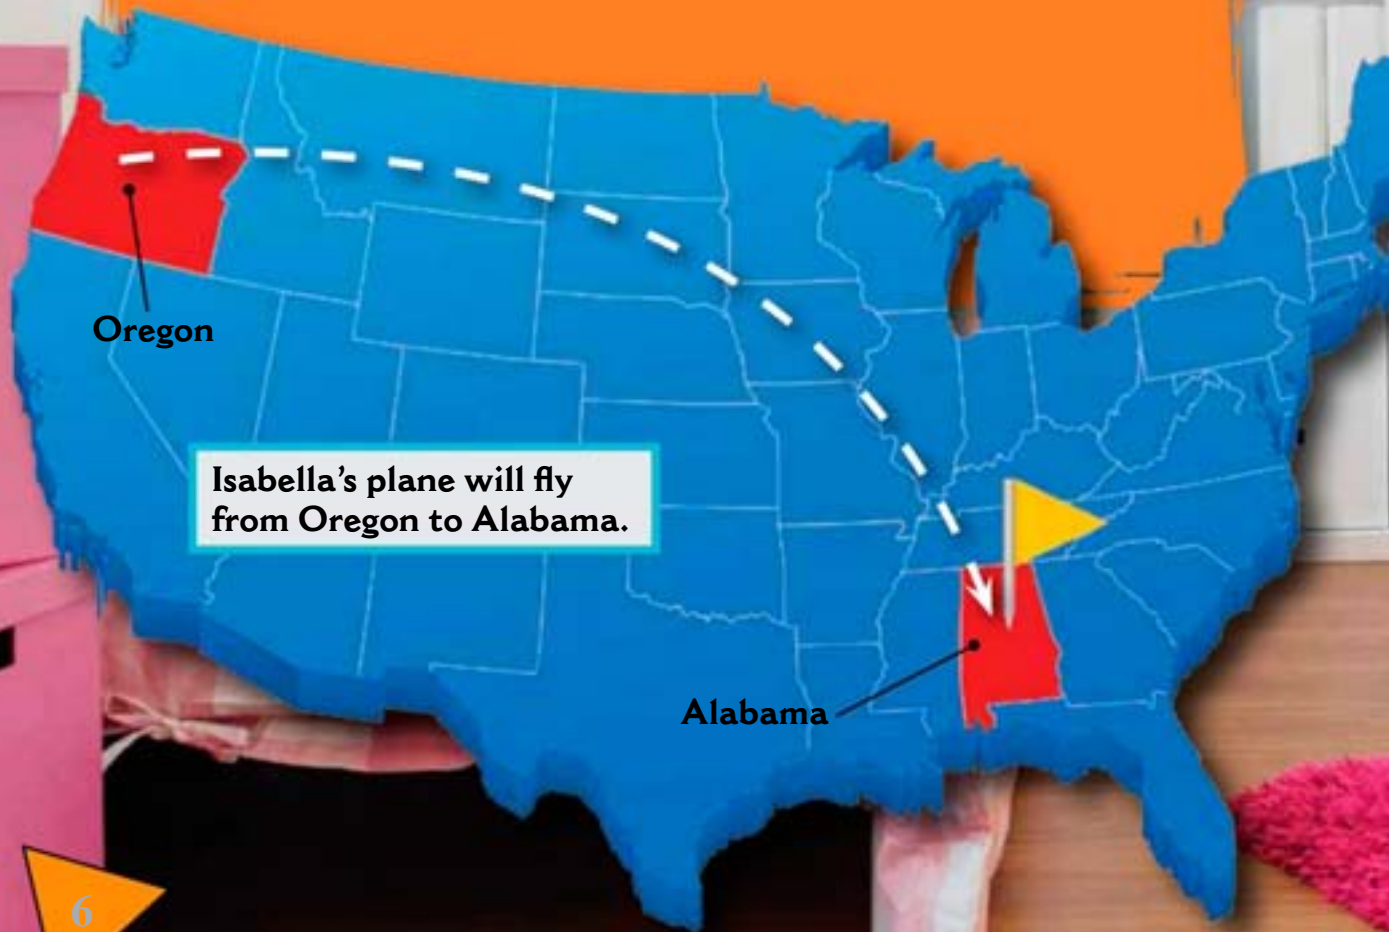 Oregon
Isabella’s plane will fly
from Oregon to Alabama.
Alabama
6